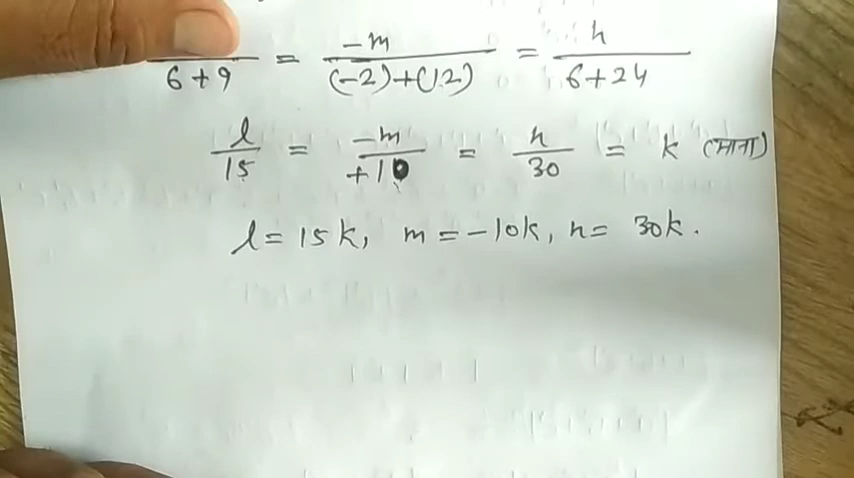 / 6+9 = -m / (-2)+(12) = n / 6+24
l / 15 = -m / +10 = n / 30 = k (माना)
l = 15k, m = -10k, n = 30k.